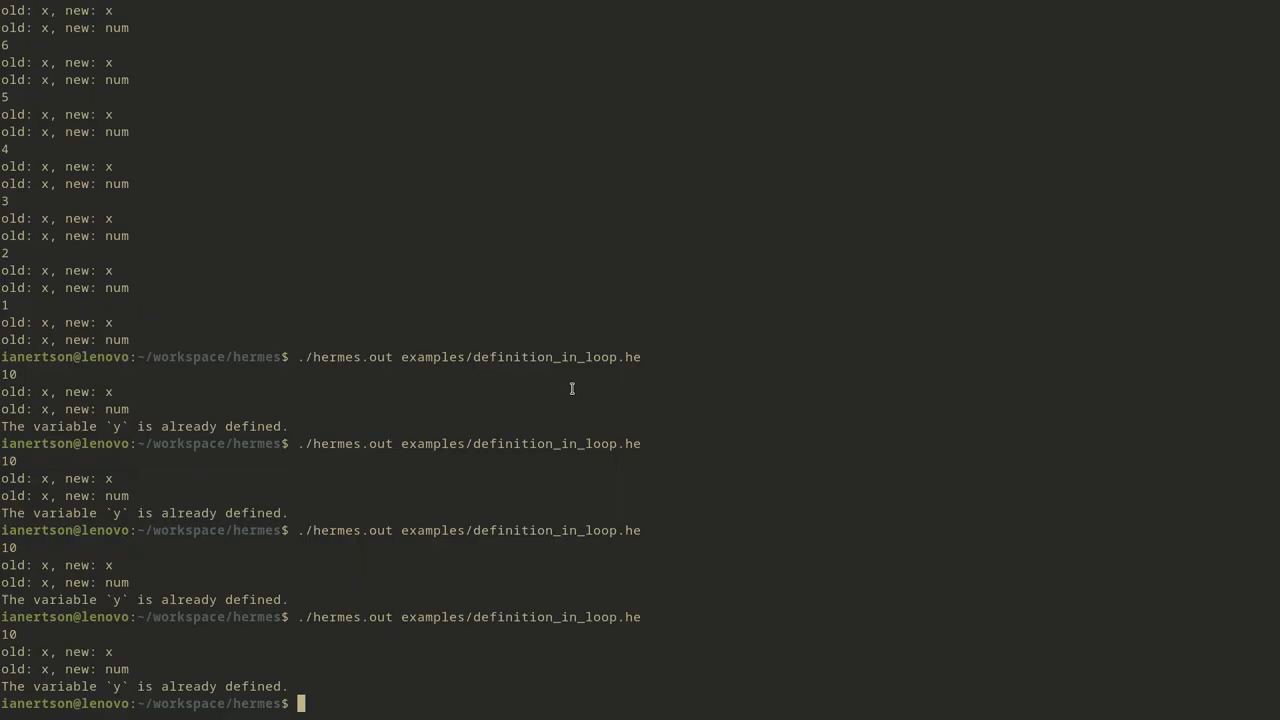 old: x, new: x
old: x, new: num
6
old: x, new: x
old: x, new: num
5
old: x, new: x
old: x, new: num
4
old: x, new: x
old: x, new: num
3
old: x, new: x
old: x, new: num
2
old: x, new: x
old: x, new: num
1
old: x, new: x
old: x, new: num
ianertson@lenovo:~/workspace/hermes$ ./hermes.out examples/definition_in_loop.he
10
old: x, new: x
old: x, new: num
The variable `y` is already defined.
ianertson@lenovo:~/workspace/hermes$ ./hermes.out examples/definition_in_loop.he
10
old: x, new: x
old: x, new: num
The variable `y` is already defined.
ianertson@lenovo:~/workspace/hermes$ ./hermes.out examples/definition_in_loop.he
10
old: x, new: x
old: x, new: num
The variable `y` is already defined.
ianertson@lenovo:~/workspace/hermes$ ./hermes.out examples/definition_in_loop.he
10
old: x, new: x
old: x, new: num
The variable `y` is already defined.
ianertson@lenovo:~/workspace/hermes$